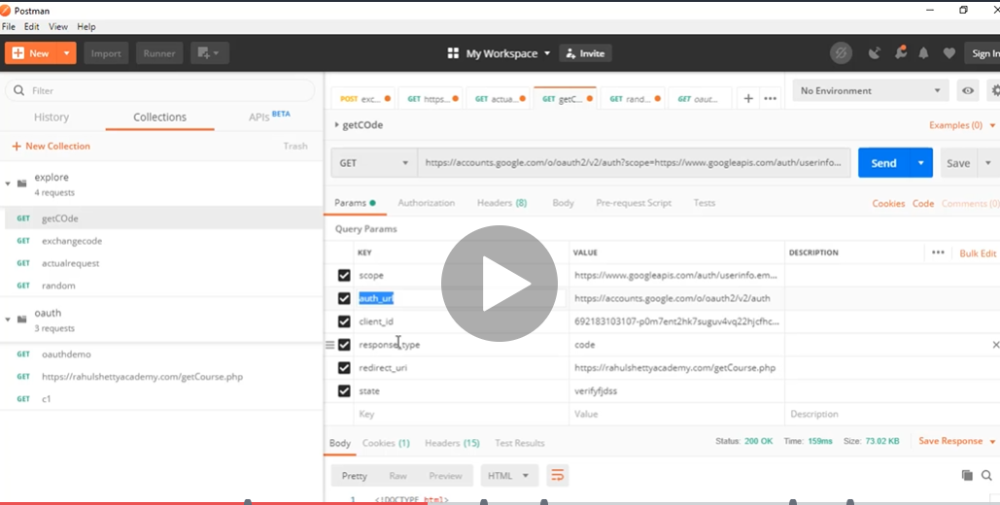 Postman
File Edit View Help
New Import Runner My Workspace Invite Sign In
Filter
History Collections APIs BETA
New Collection Trash
explore
4 requests
GET getCOde
GET exchangecode
GET actualrequest
GET random
oauth
3 requests
GET oauthdemo
GET https://rahulshettyacademy.com/getCourse.php
GET c1
POST exc... GET https... GET actua... GET getC... GET rand... GET oaut... No Environment
getCOde Examples (0)
GET https://accounts.google.com/o/oauth2/v2/auth?scope=https://www.googleapis.com/auth/userinfo... Send Save
Params Authorization Headers (8) Body Pre-request Script Tests Cookies Code Comments (0)
Query Params
KEY VALUE DESCRIPTION Bulk Edit
scope https://www.googleapis.com/auth/userinfo.em...
auth_url https://accounts.google.com/o/oauth2/v2/auth
client_id 692183103107-p0m7ent2hk7suguv4vq22hjcfhc...
response_type code
redirect_uri https://rahulshettyacademy.com/getCourse.php
state verifyfjdss
Key Value Description
Body Cookies (1) Headers (15) Test Results Status: 200 OK Time: 159ms Size: 73.02 KB Save Response
Pretty Raw Preview HTML
1 <!DOCTYPE html>